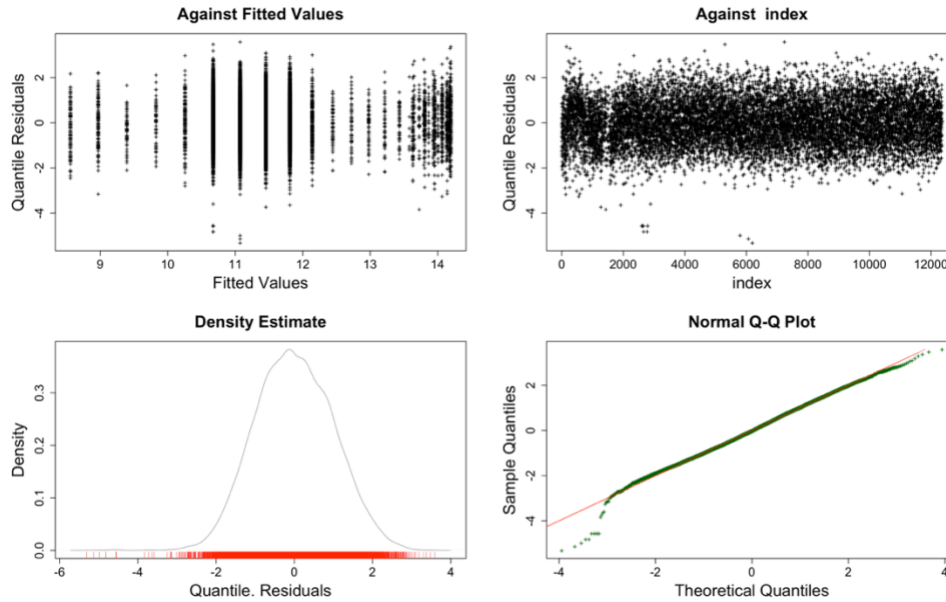 Against Fitted Values
Quantile Residuals
2
0
-2
-4
9 10 11 12 13 14
Fitted Values
Against index
Quantile Residuals
2
0
-2
-4
0 2000 4000 6000 8000 10000 12000
index
Density Estimate
Density
0.3
0.2
0.1
0.0
-6 -4 -2 0 2 4
Quantile. Residuals
Normal Q-Q Plot
Sample Quantiles
2
0
-2
-4
-4 -2 0 2 4
Theoretical Quantiles